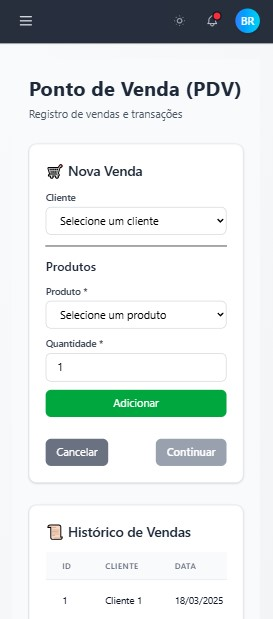 BR
Ponto de Venda (PDV)
Registro de vendas e transações
Nova Venda
Cliente
Selecione um cliente
Produtos
Produto *
Selecione um produto
Quantidade *
1
Adicionar
Cancelar Continuar
Histórico de Vendas
ID CLIENTE DATA
1 Cliente 1 18/03/2025